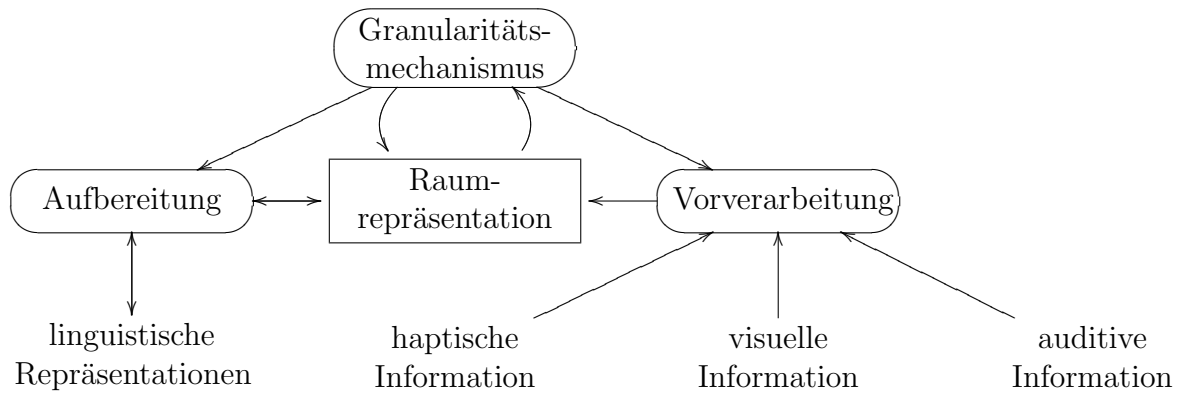 Granularitäts-
mechanismus
Aufbereitung
Raum-
repräsentation
Vorverarbeitung
linguistische
Repräsentationen
haptische
Information
visuelle
Information
auditive
Information